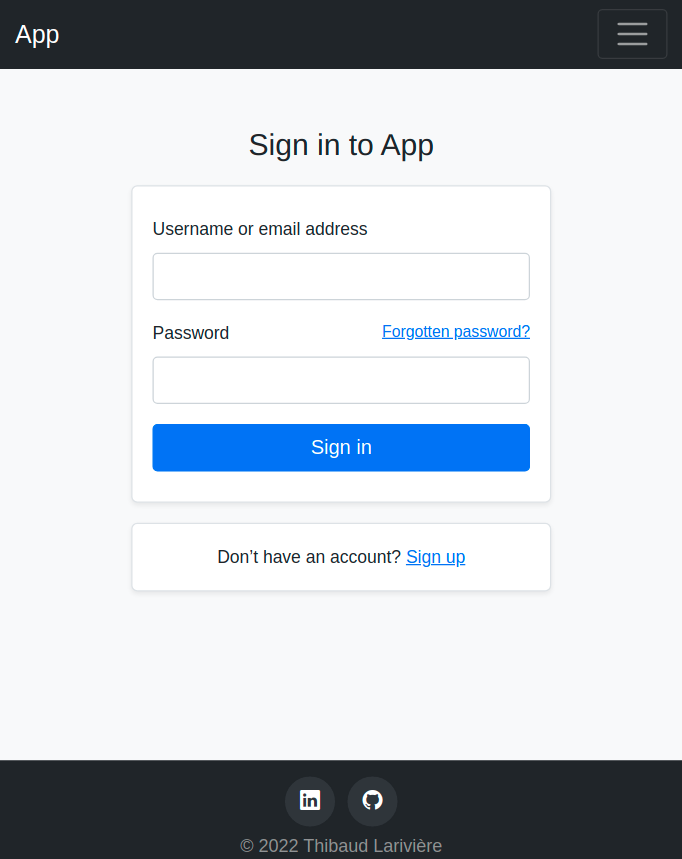 App
Sign in to App
Username or email address
Password
Forgotten password?
Sign in
Don’t have an account? Sign up
© 2022 Thibaud Larivière